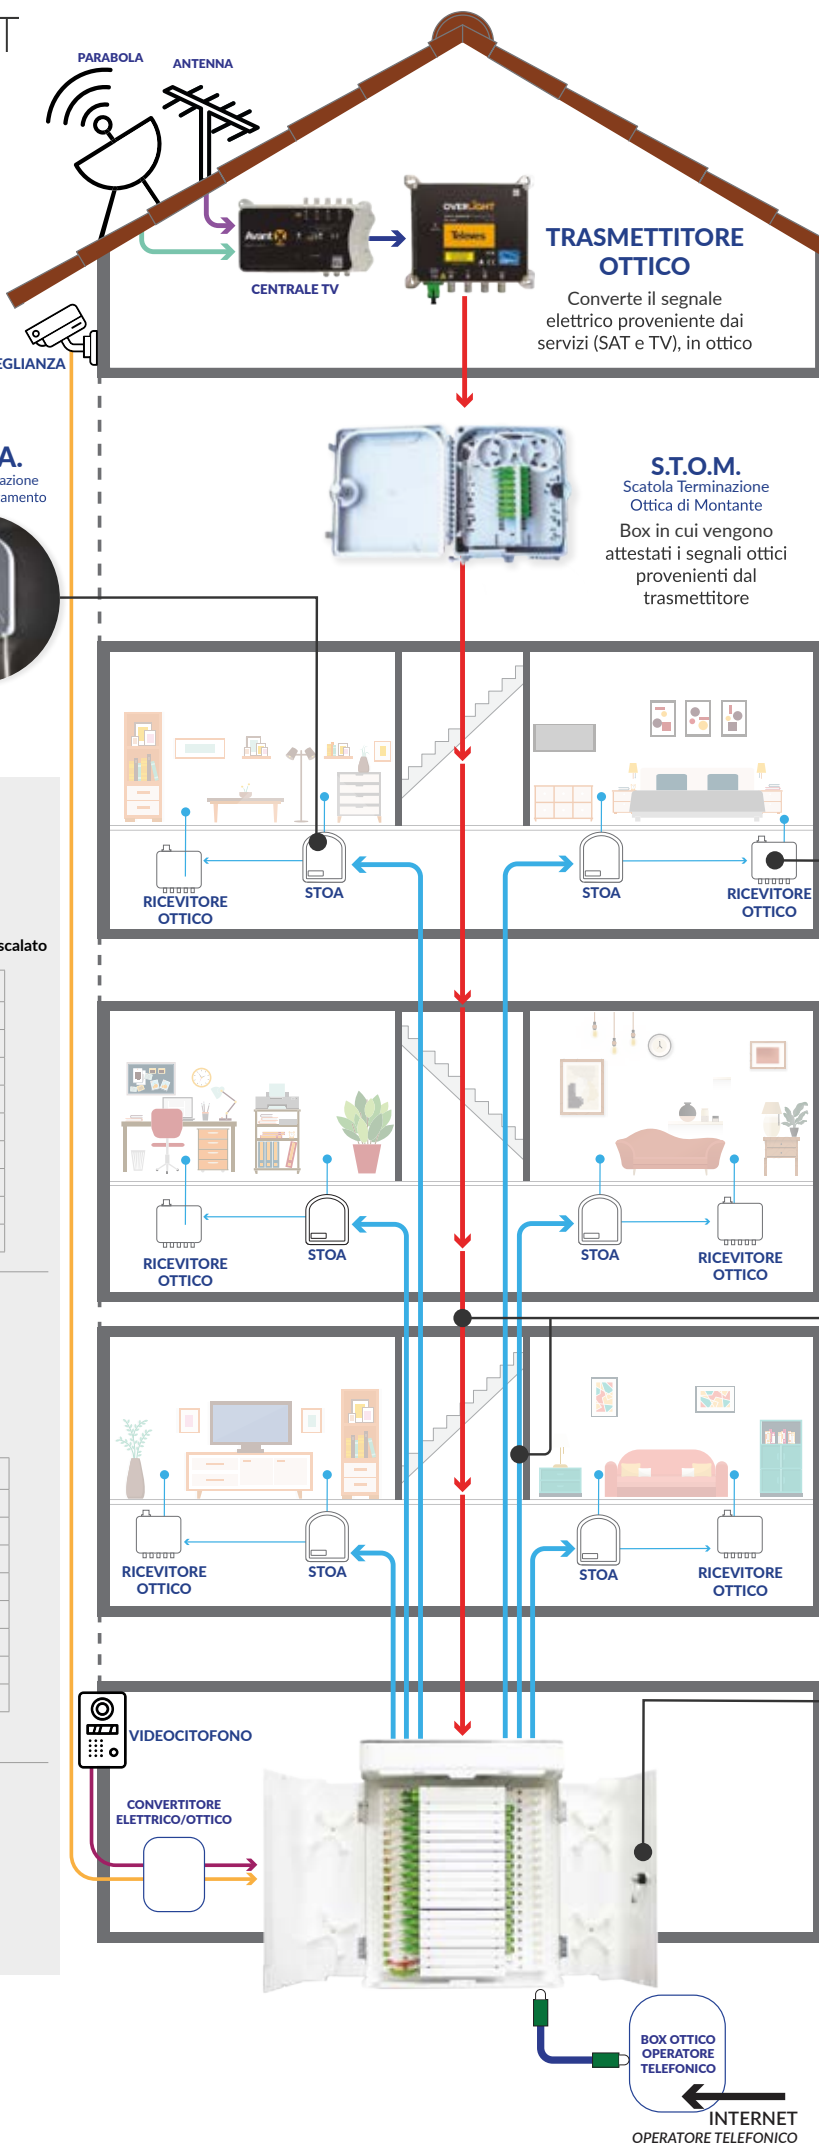 T
PARABOLA
ANTENNA
Avant X
OVERLIGHT
Televes
CENTRALE TV
TRASMETTITORE
OTTICO
Converte il segnale
elettrico proveniente dai
servizi (SAT e TV), in ottico
EGLIANZA
A.
azione
amento
S.T.O.M.
Scatola Terminazione
Ottica di Montante
Box in cui vengono
attestati i segnali ottici
provenienti dal
trasmettitore
RICEVITORE
OTTICO
STOA
STOA
RICEVITORE
OTTICO
scalato
RICEVITORE
OTTICO
STOA
STOA
RICEVITORE
OTTICO
RICEVITORE
OTTICO
STOA
STOA
RICEVITORE
OTTICO
VIDEOCITOFONO
CONVERTITORE
ELETTRICO/OTTICO
BOX OTTICO
OPERATORE
TELEFONICO
INTERNET
OPERATORE TELEFONICO